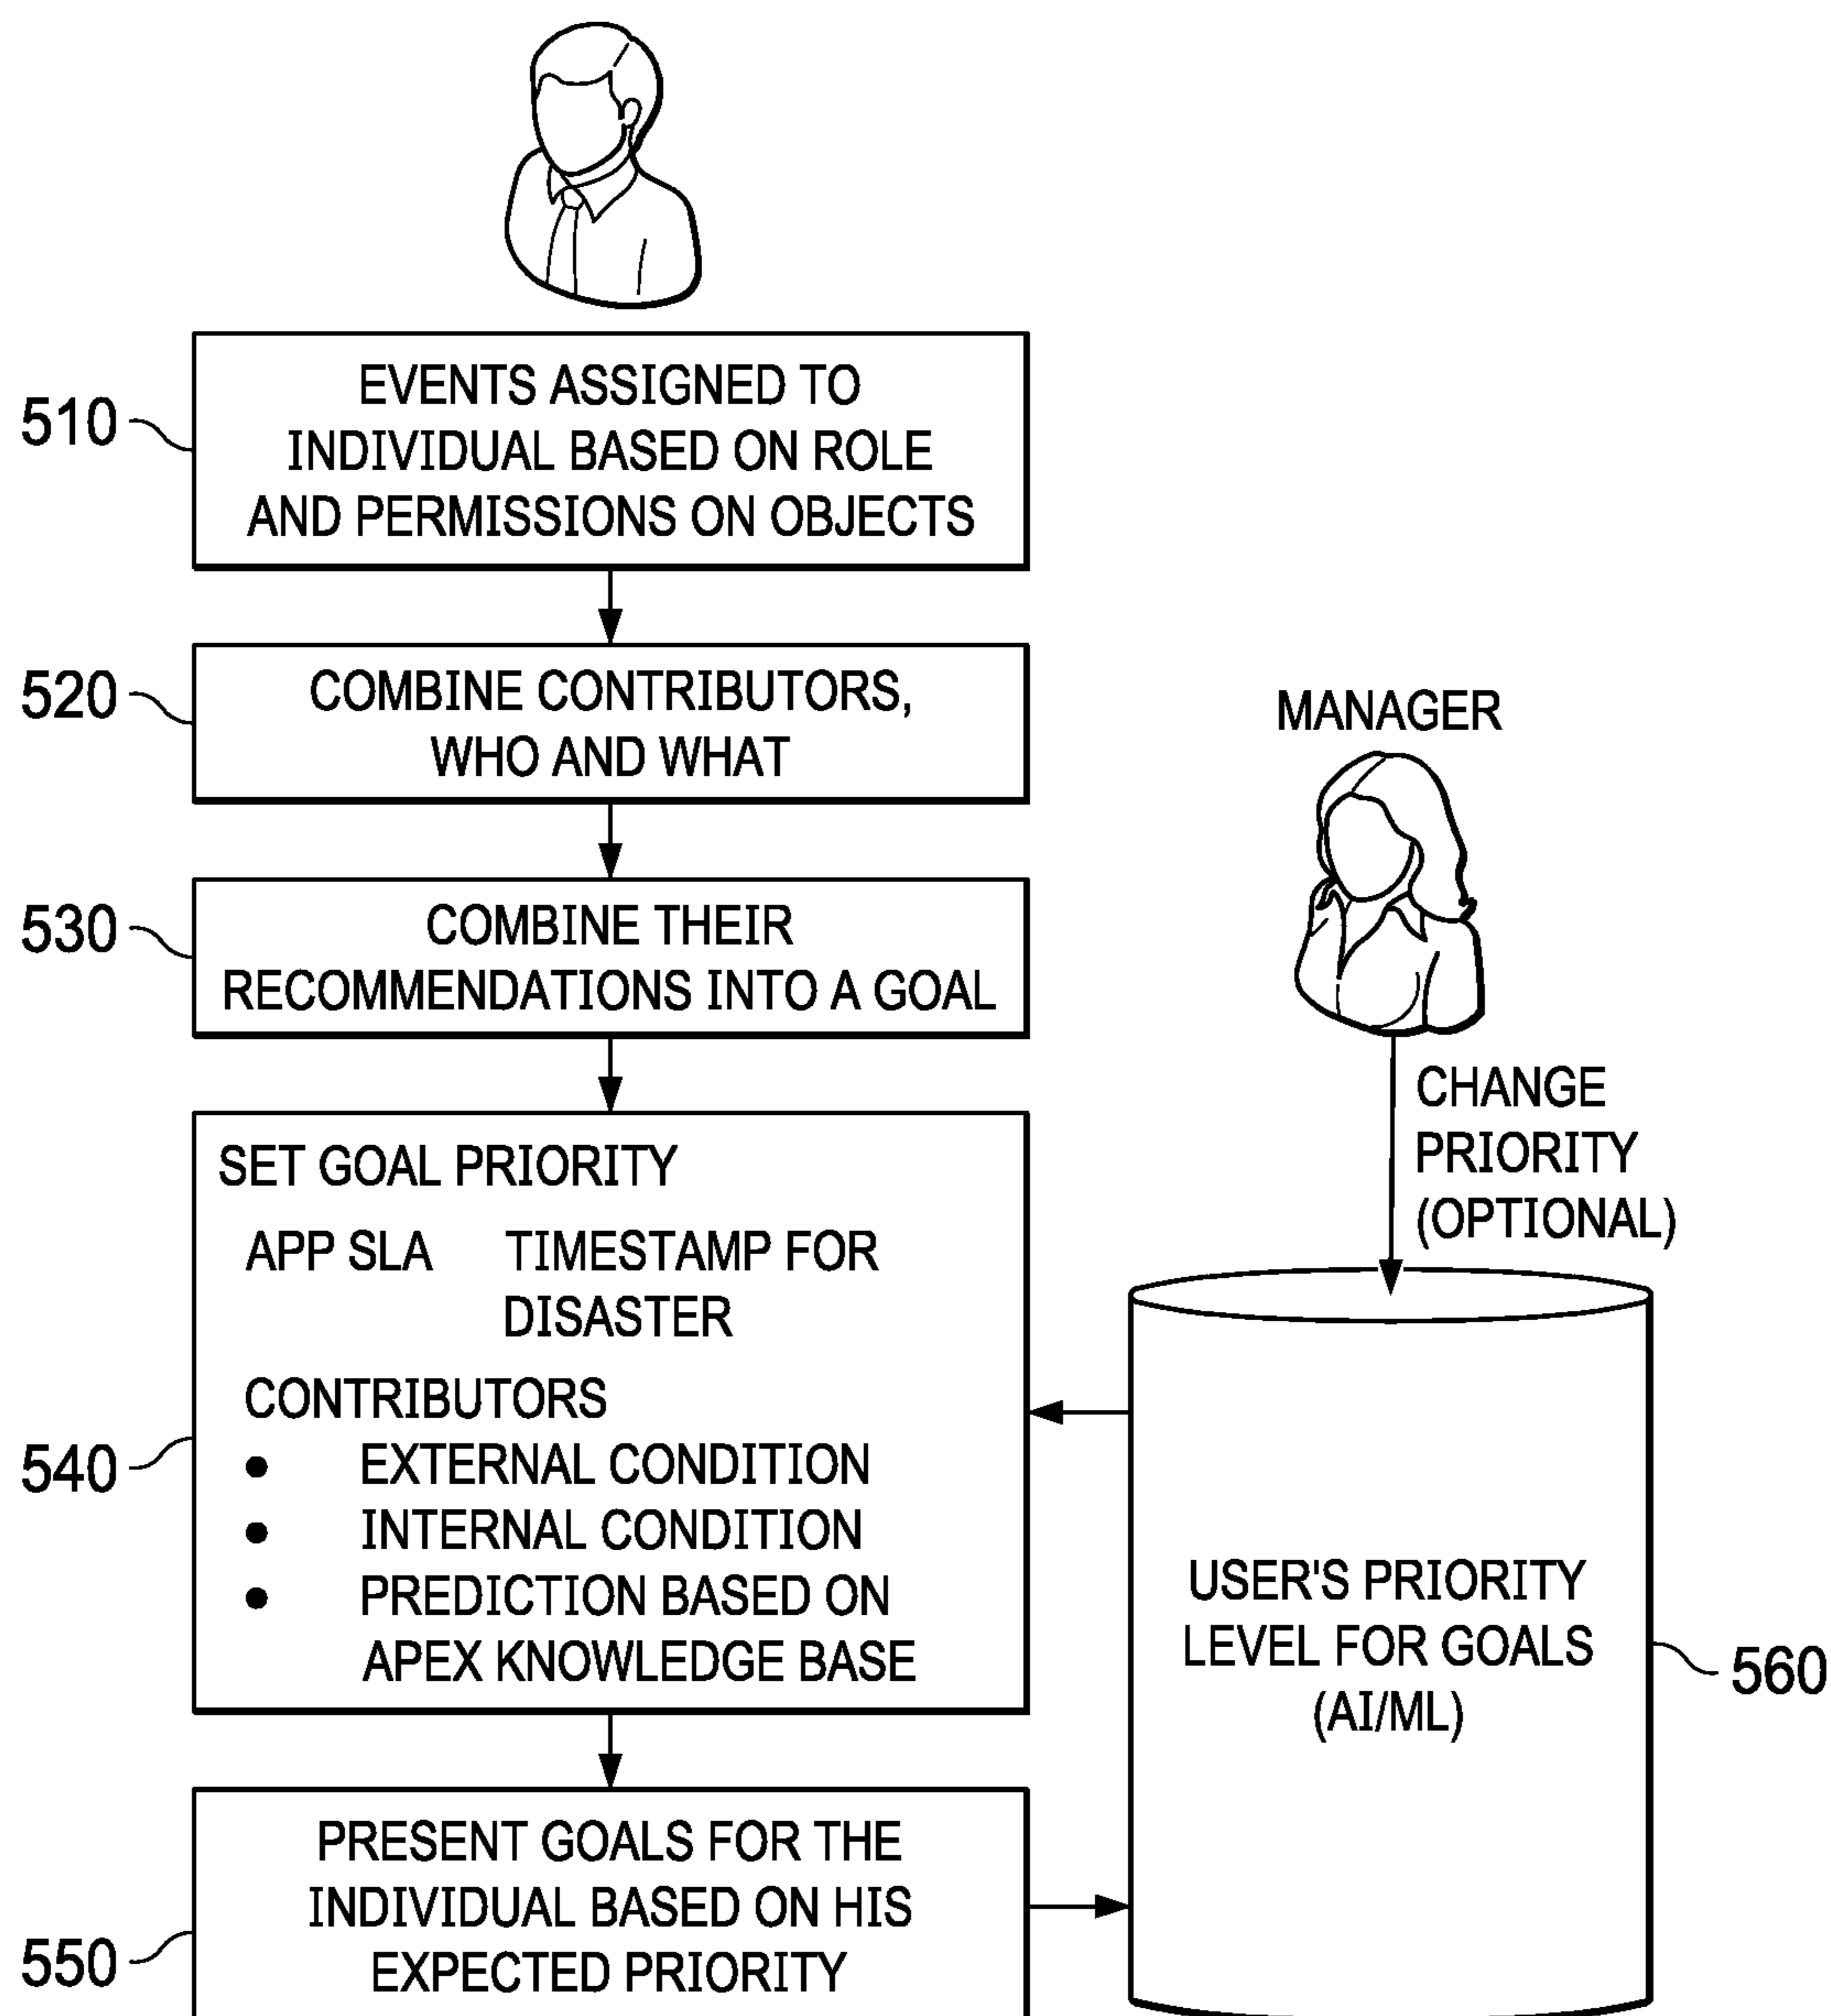 510
EVENTS ASSIGNED TO
INDIVIDUAL BASED ON ROLE
AND PERMISSIONS ON OBJECTS
520
COMBINE CONTRIBUTORS,
WHO AND WHAT
530
COMBINE THEIR
RECOMMENDATIONS INTO A GOAL
MANAGER
CHANGE
PRIORITY
(OPTIONAL)
540
SET GOAL PRIORITY
APP SLA TIMESTAMP FOR
DISASTER
CONTRIBUTORS
• EXTERNAL CONDITION
• INTERNAL CONDITION
• PREDICTION BASED ON
APEX KNOWLEDGE BASE
USER'S PRIORITY
LEVEL FOR GOALS
(AI/ML)
560
550
PRESENT GOALS FOR THE
INDIVIDUAL BASED ON HIS
EXPECTED PRIORITY